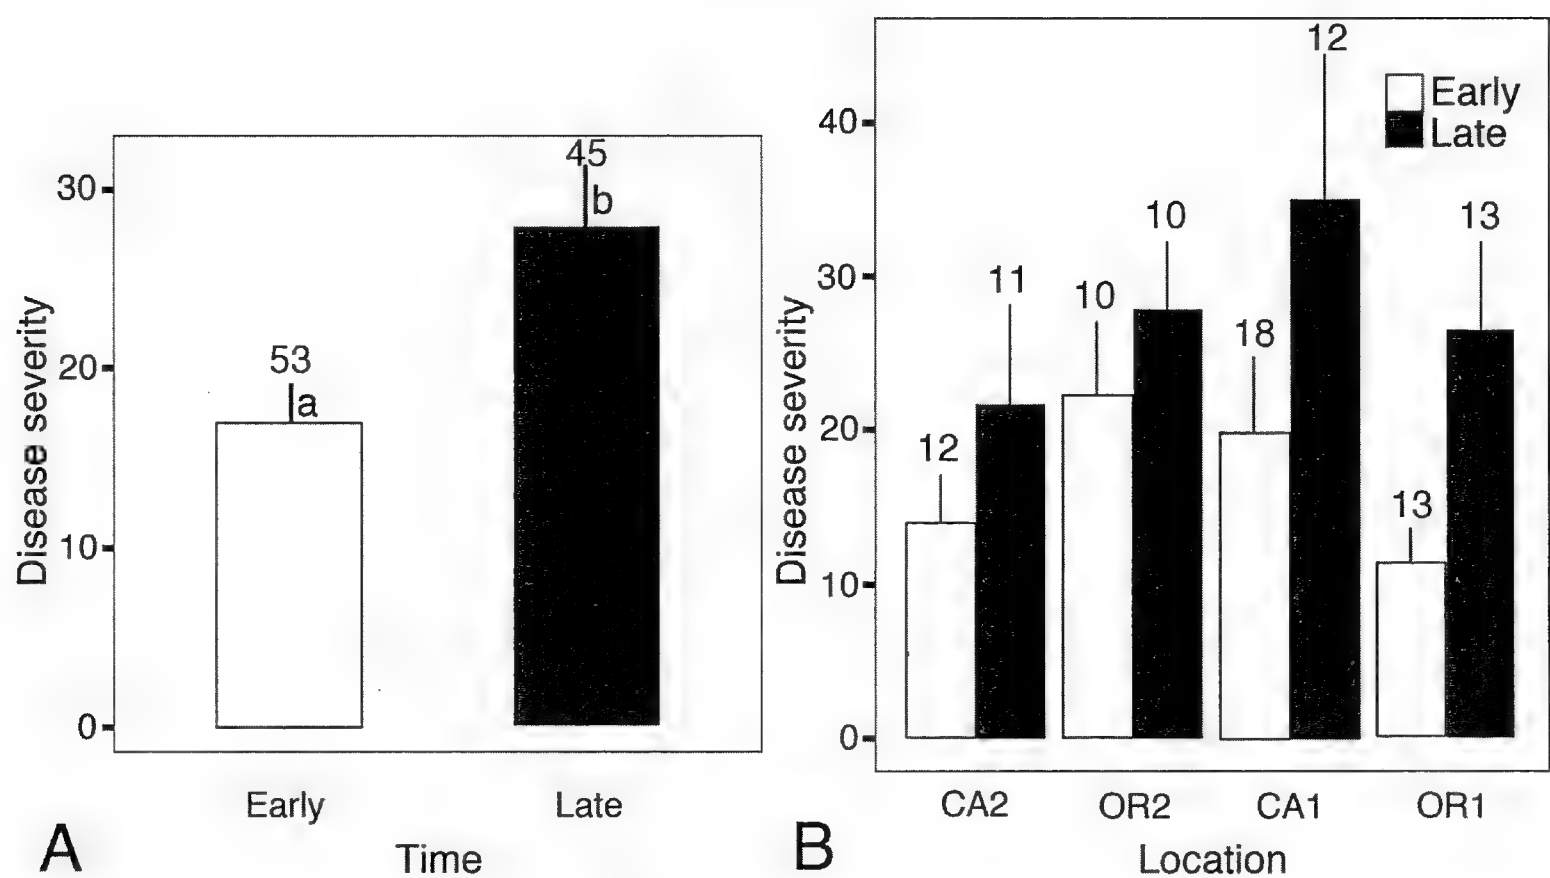 Disease severity
30
20
10
0
53
a
45
b
Early
Late
Time
A
Disease severity
40
30
20
10
0
12
11
10
10
18
12
13
13
Early
Late
CA2
OR2
CA1
OR1
Location
B